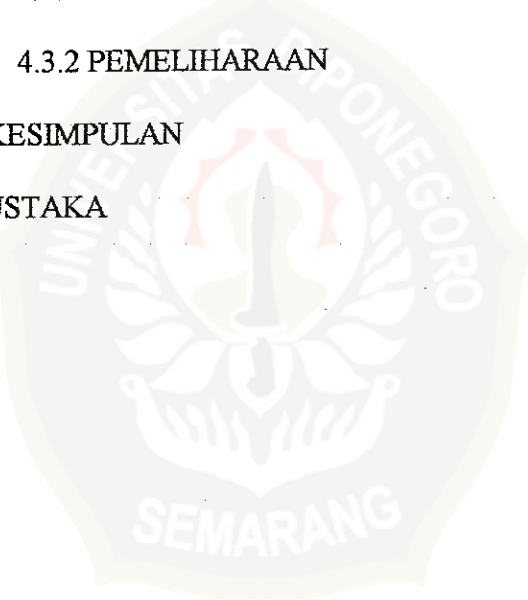 4.3.2 PEMELIHARAAN
KESIMPULAN
USTAKA
UNIVERSITAS DIPONEGORO
SEMARANG